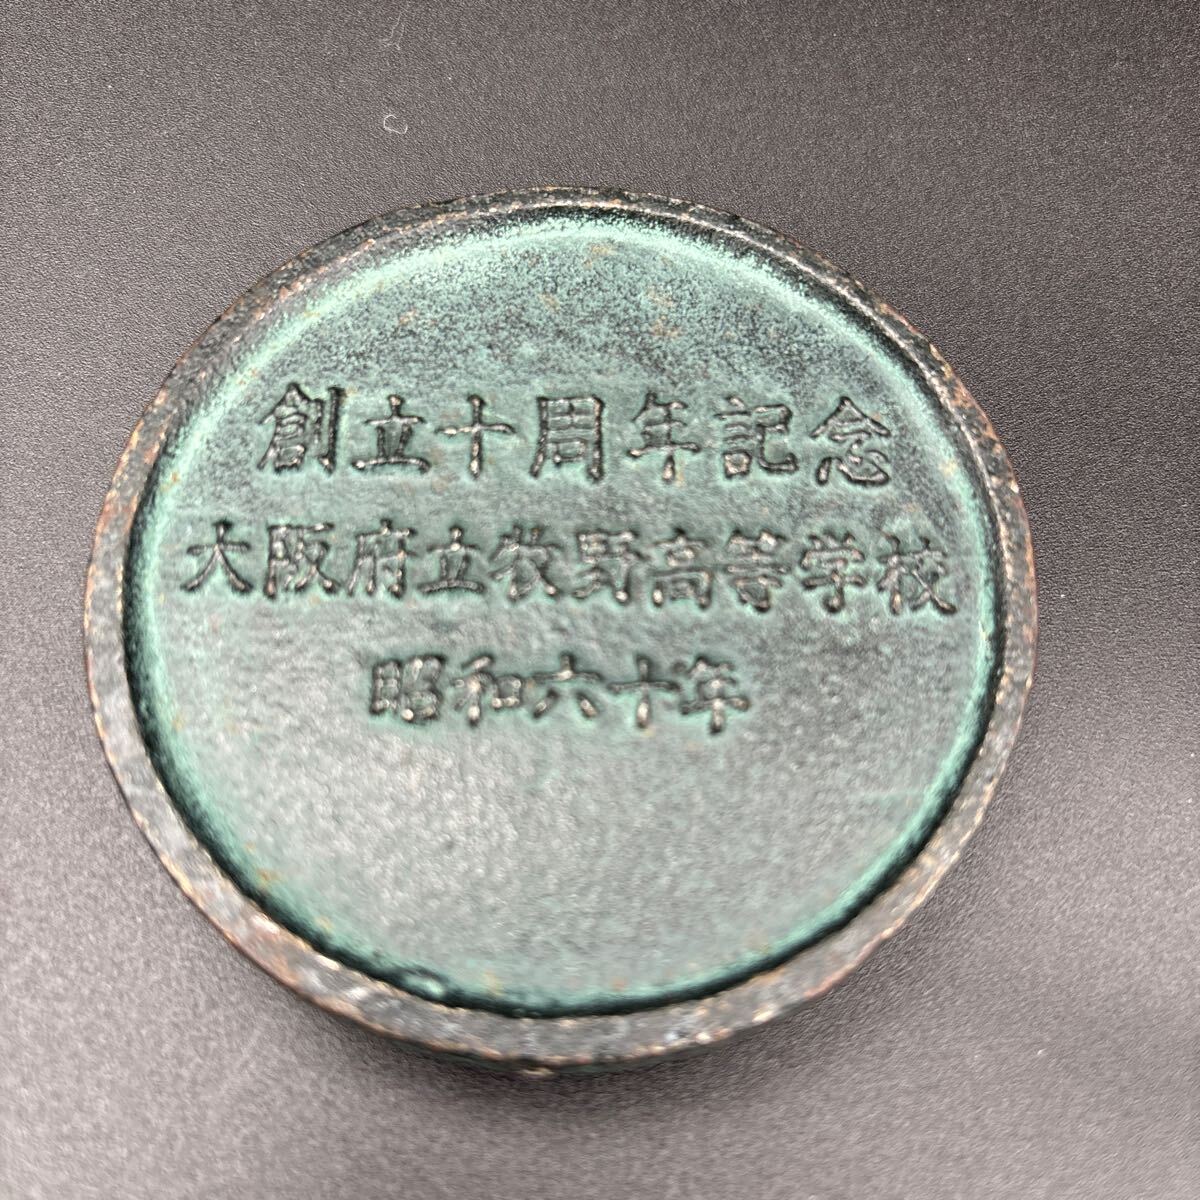 創立十周年記念
大阪府立牧野高等学校
昭和六十年